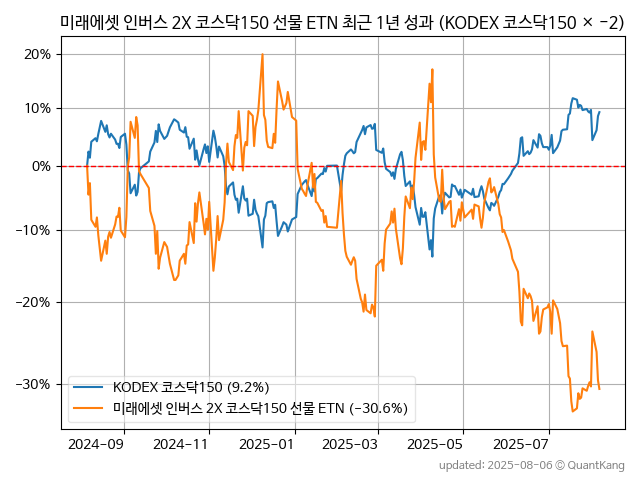 미래에셋 인버스 2X 코스닥150 선물 ETN 최근 1년 성과 (KODEX 코스닥150 × −2)
20%
10%
0%
−10%
−20%
−30%
KODEX 코스닥150 (9.2%)
미래에셋 인버스 2X 코스닥150 선물 ETN (−30.6%)
2024-09 2024-11 2025-01 2025-03 2025-05 2025-07
updated: 2025-08-06 © QuantKang